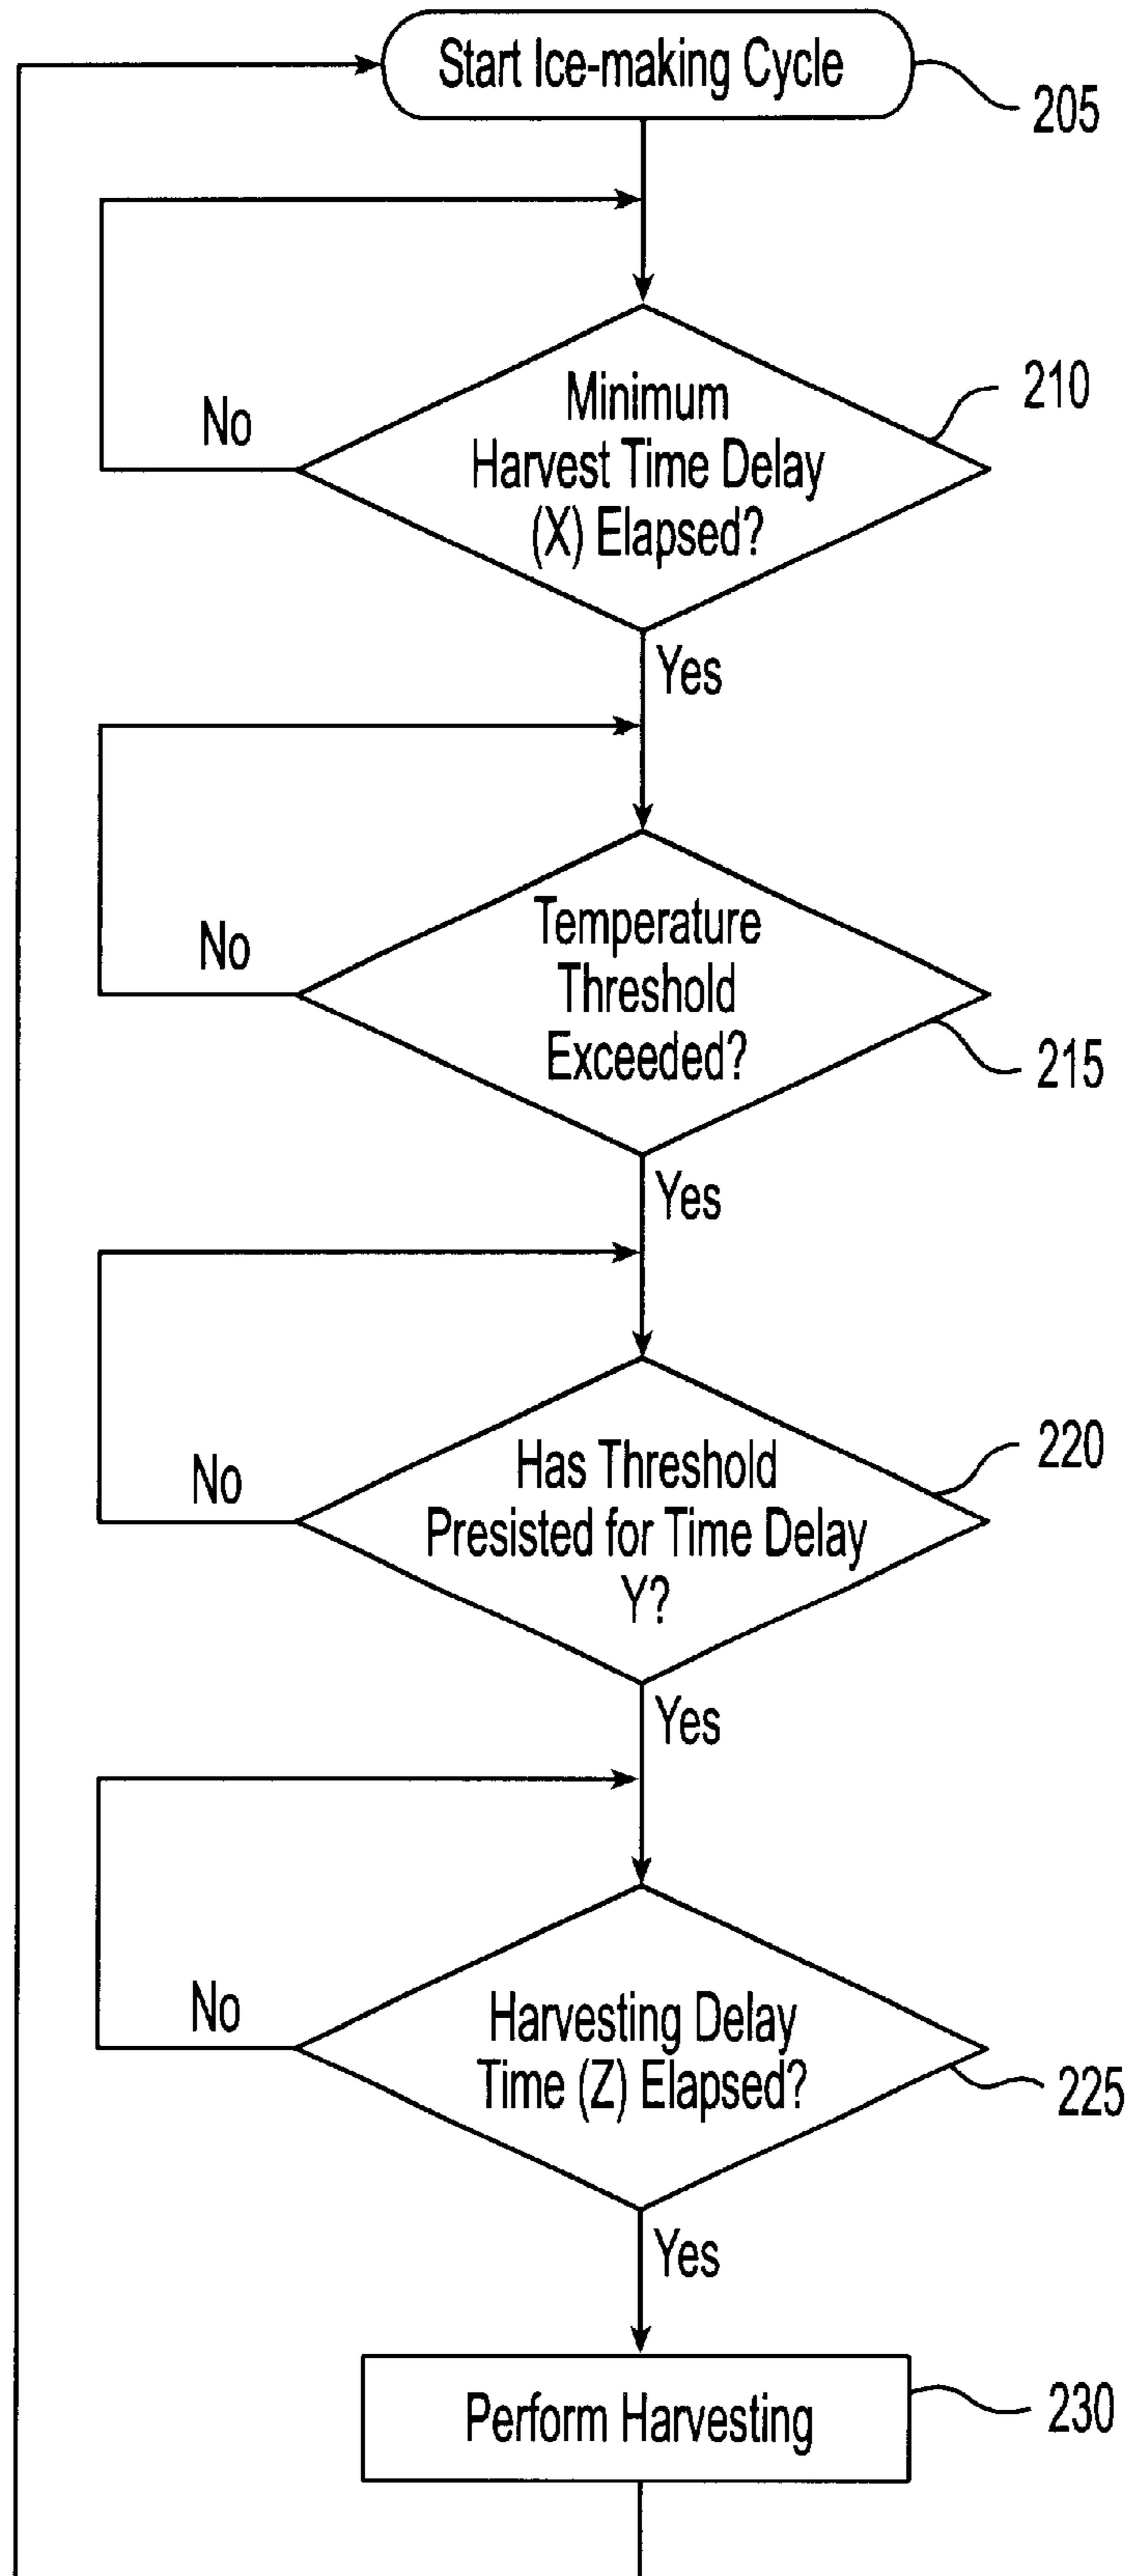 Start Ice-making Cycle
205
Minimum
Harvest Time Delay
(X) Elapsed?
210
No
Yes
Temperature
Threshold
Exceeded?
215
No
Yes
Has Threshold
Presisted for Time Delay
Y?
220
No
Yes
Harvesting Delay
Time (Z) Elapsed?
225
No
Yes
Perform Harvesting
230